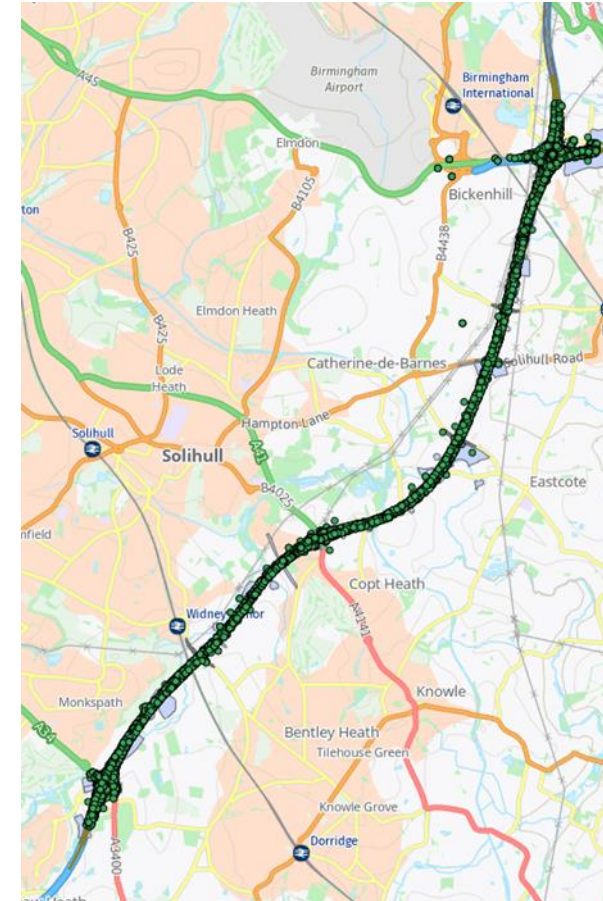 A45
Birmingham
Airport
Birmingham
International
Elmdon
B4105
Bickenhill
ton
B425
B4438
Elmdon Heath
B425
Lode
Heath
Catherine-de-Barnes
Solihull Road
Hampton Lane
Solihull
Solihull
A41
B4025
Eastcote
nfield
Copt Heath
Widney Manor
A4141
Knowle
Monkspath
Bentley Heath
Tilehouse Green
A34
Knowle Grove
Dorridge
A3400